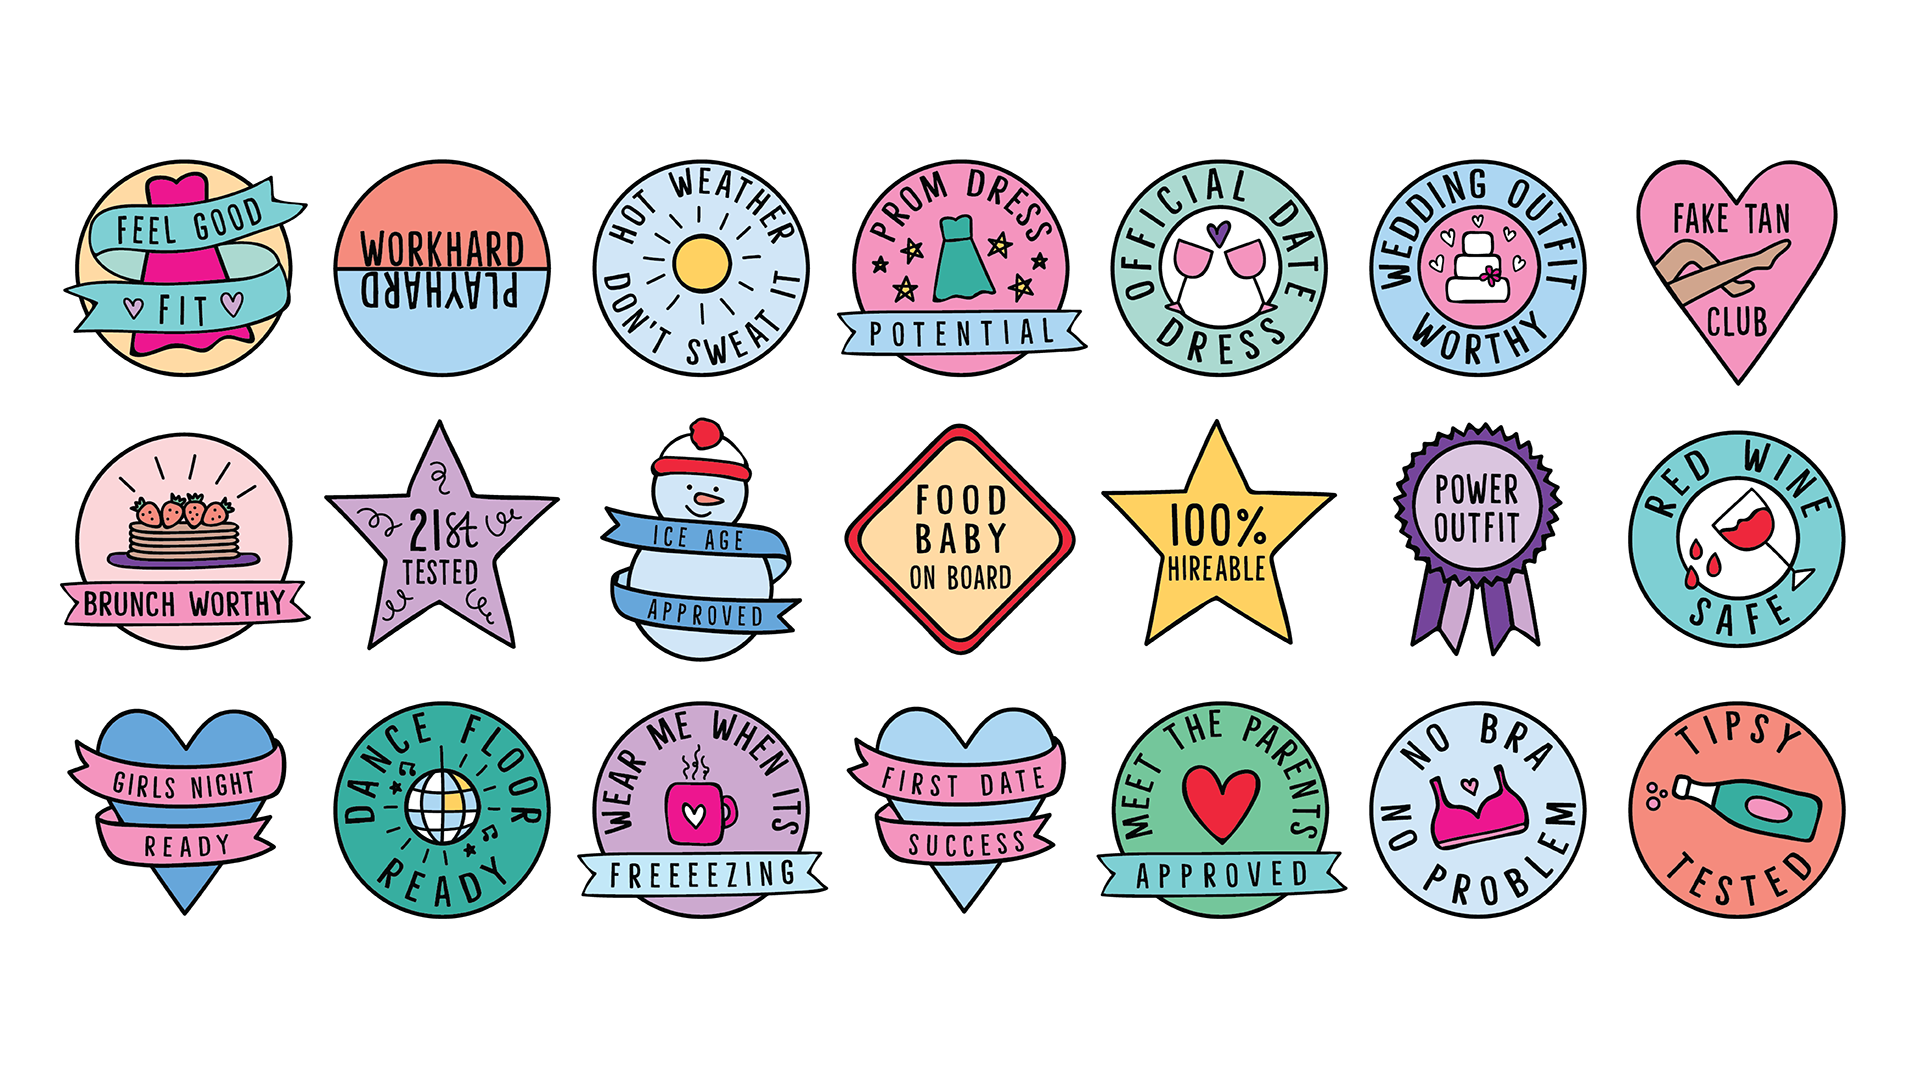 FEEL GOOD
FIT
WORKHARD
PLAYHARD
HOT WEATHER
DON'T SWEAT IT
PROM DRESS
POTENTIAL
OFFICIAL DATE
DRESS
WEDDING OUTFIT
WORTHY
FAKE TAN
CLUB
BRUNCH WORTHY
21st
TESTED
ICE AGE
APPROVED
FOOD
BABY
ON BOARD
100%
HIREABLE
POWER
OUTFIT
RED WINE
SAFE
GIRLS NIGHT
READY
DANCE FLOOR
READY
WEAR ME WHEN ITS
FREEEEZING
FIRST DATE
SUCCESS
MEET THE PARENTS
APPROVED
NO BRA
NO PROBLEM
TIPSY
TESTED